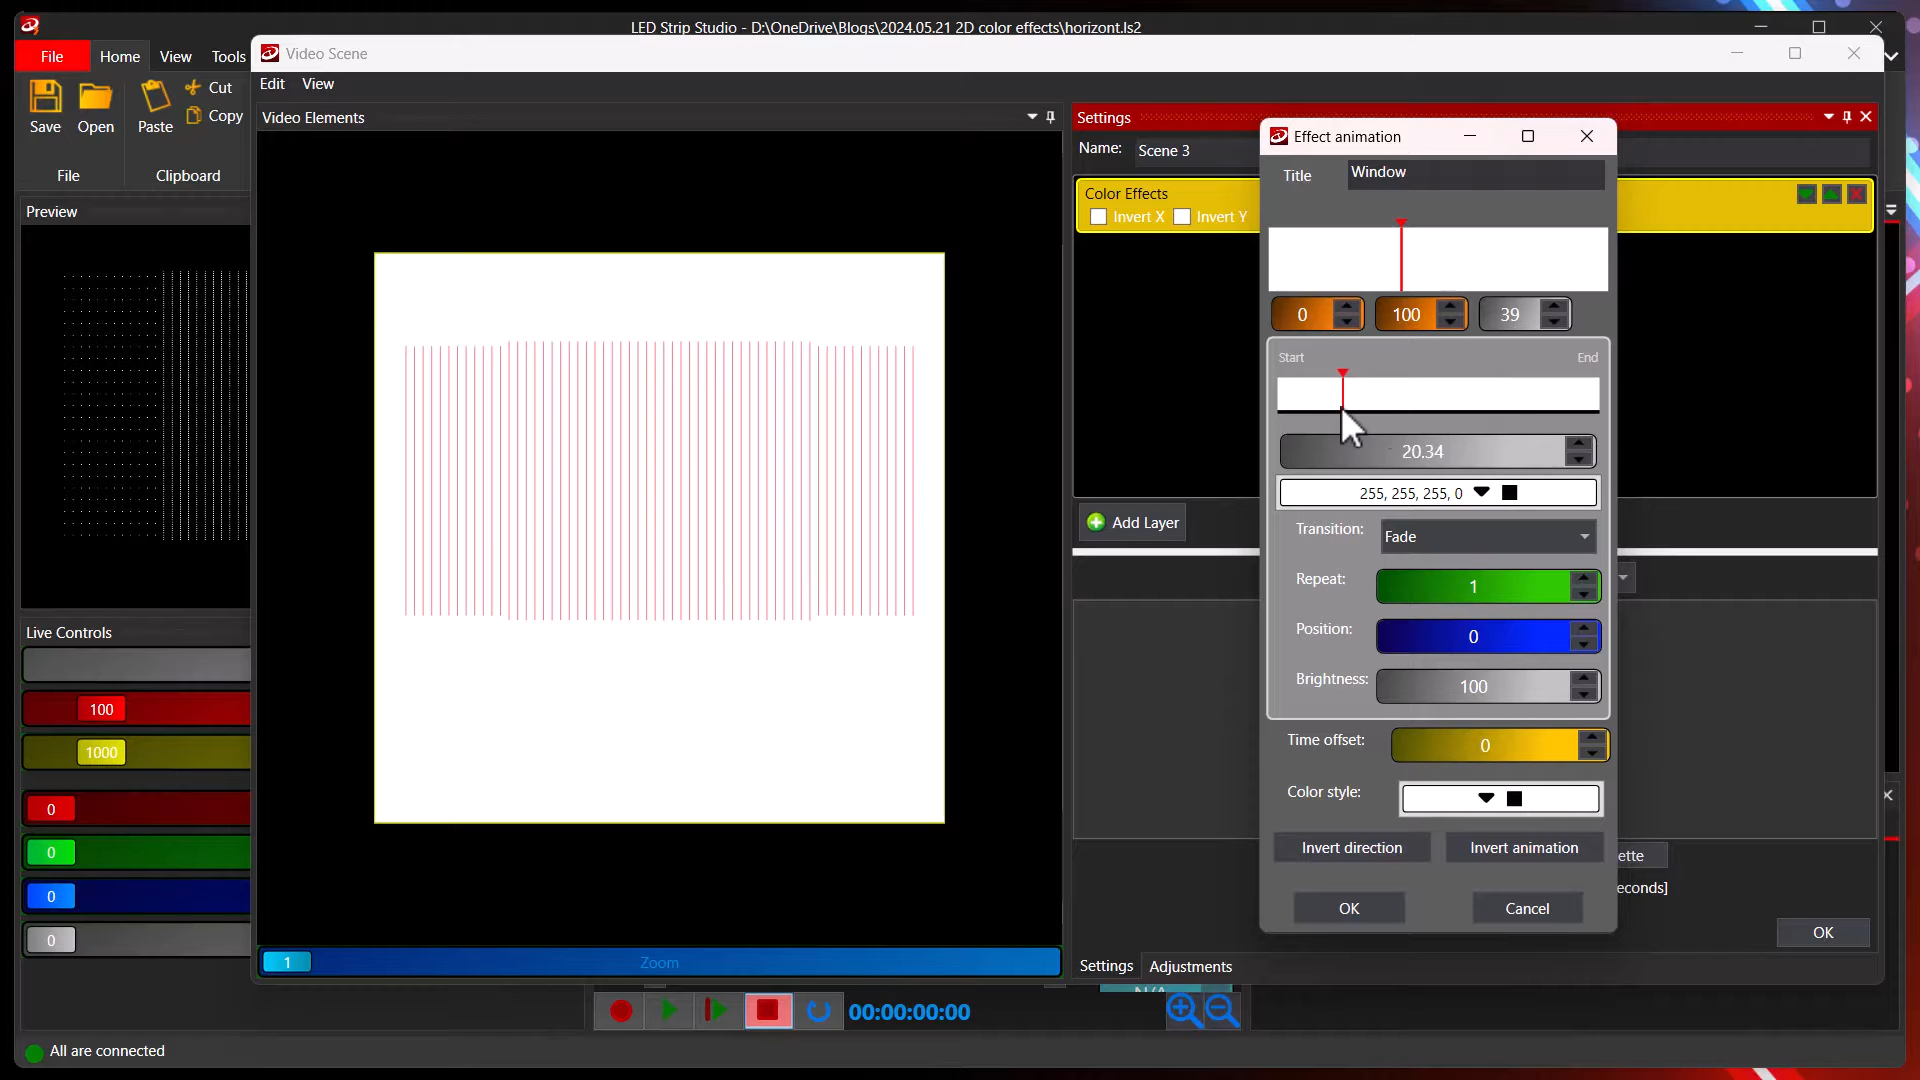 LED Strip Studio - D:\OneDrive\Blogs\2024.05.21 2D color effects\horizont.ls2
File
Home
View
Tools
Video Scene
Save
Open
Paste
Cut
Copy
File
Clipboard
Edit
View
Video Elements
Settings
Name:
Scene 3
Color Effects
Invert X
Invert Y
Effect animation
Title
Window
0
100
39
Start
End
20.34
255, 255, 255, 0
Transition:
Fade
Repeat:
1
Position:
0
Brightness:
100
Time offset:
0
Color style:
Invert direction
Invert animation
OK
Cancel
Add Layer
ette
econds]
OK
Preview
Live Controls
100
1000
0
0
0
0
1
Zoom
Settings
Adjustments
N/A
00:00:00:00
All are connected